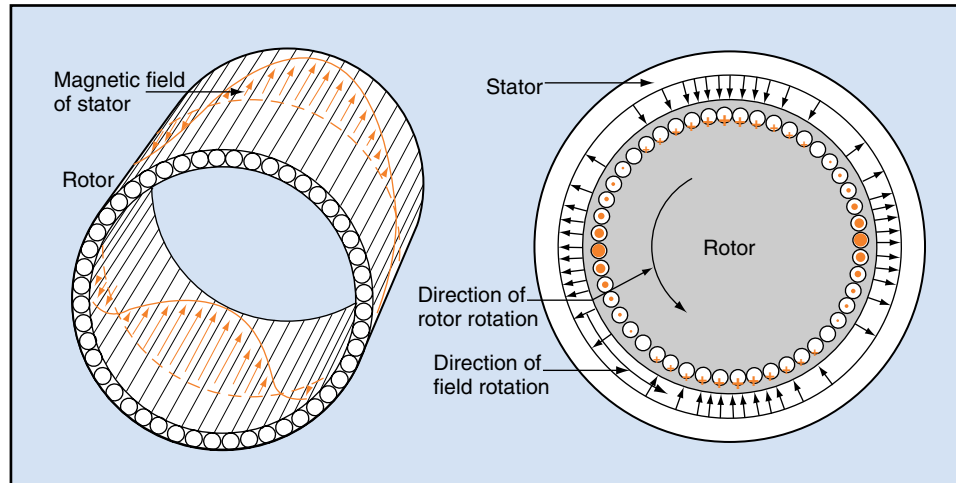 Magnetic field
of stator
Rotor
Stator
Rotor
Direction of
rotor rotation
Direction of
field rotation